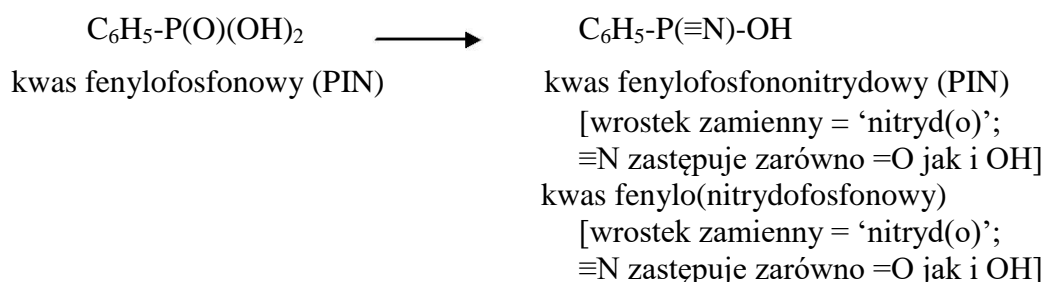 C₆H₅-P(O)(OH)₂ C₆H₅-P(≡N)-OH
kwas fenylofosfonowy (PIN) kwas fenylofosfononitrydowy (PIN)
[wrostek zamienny = ‘nitryd(o)’;
≡N zastępuje zarówno =O jak i OH]
kwas fenylo(nitrydofosfonowy)
[wrostek zamienny = ‘nitryd(o)’;
≡N zastępuje zarówno =O jak i OH]